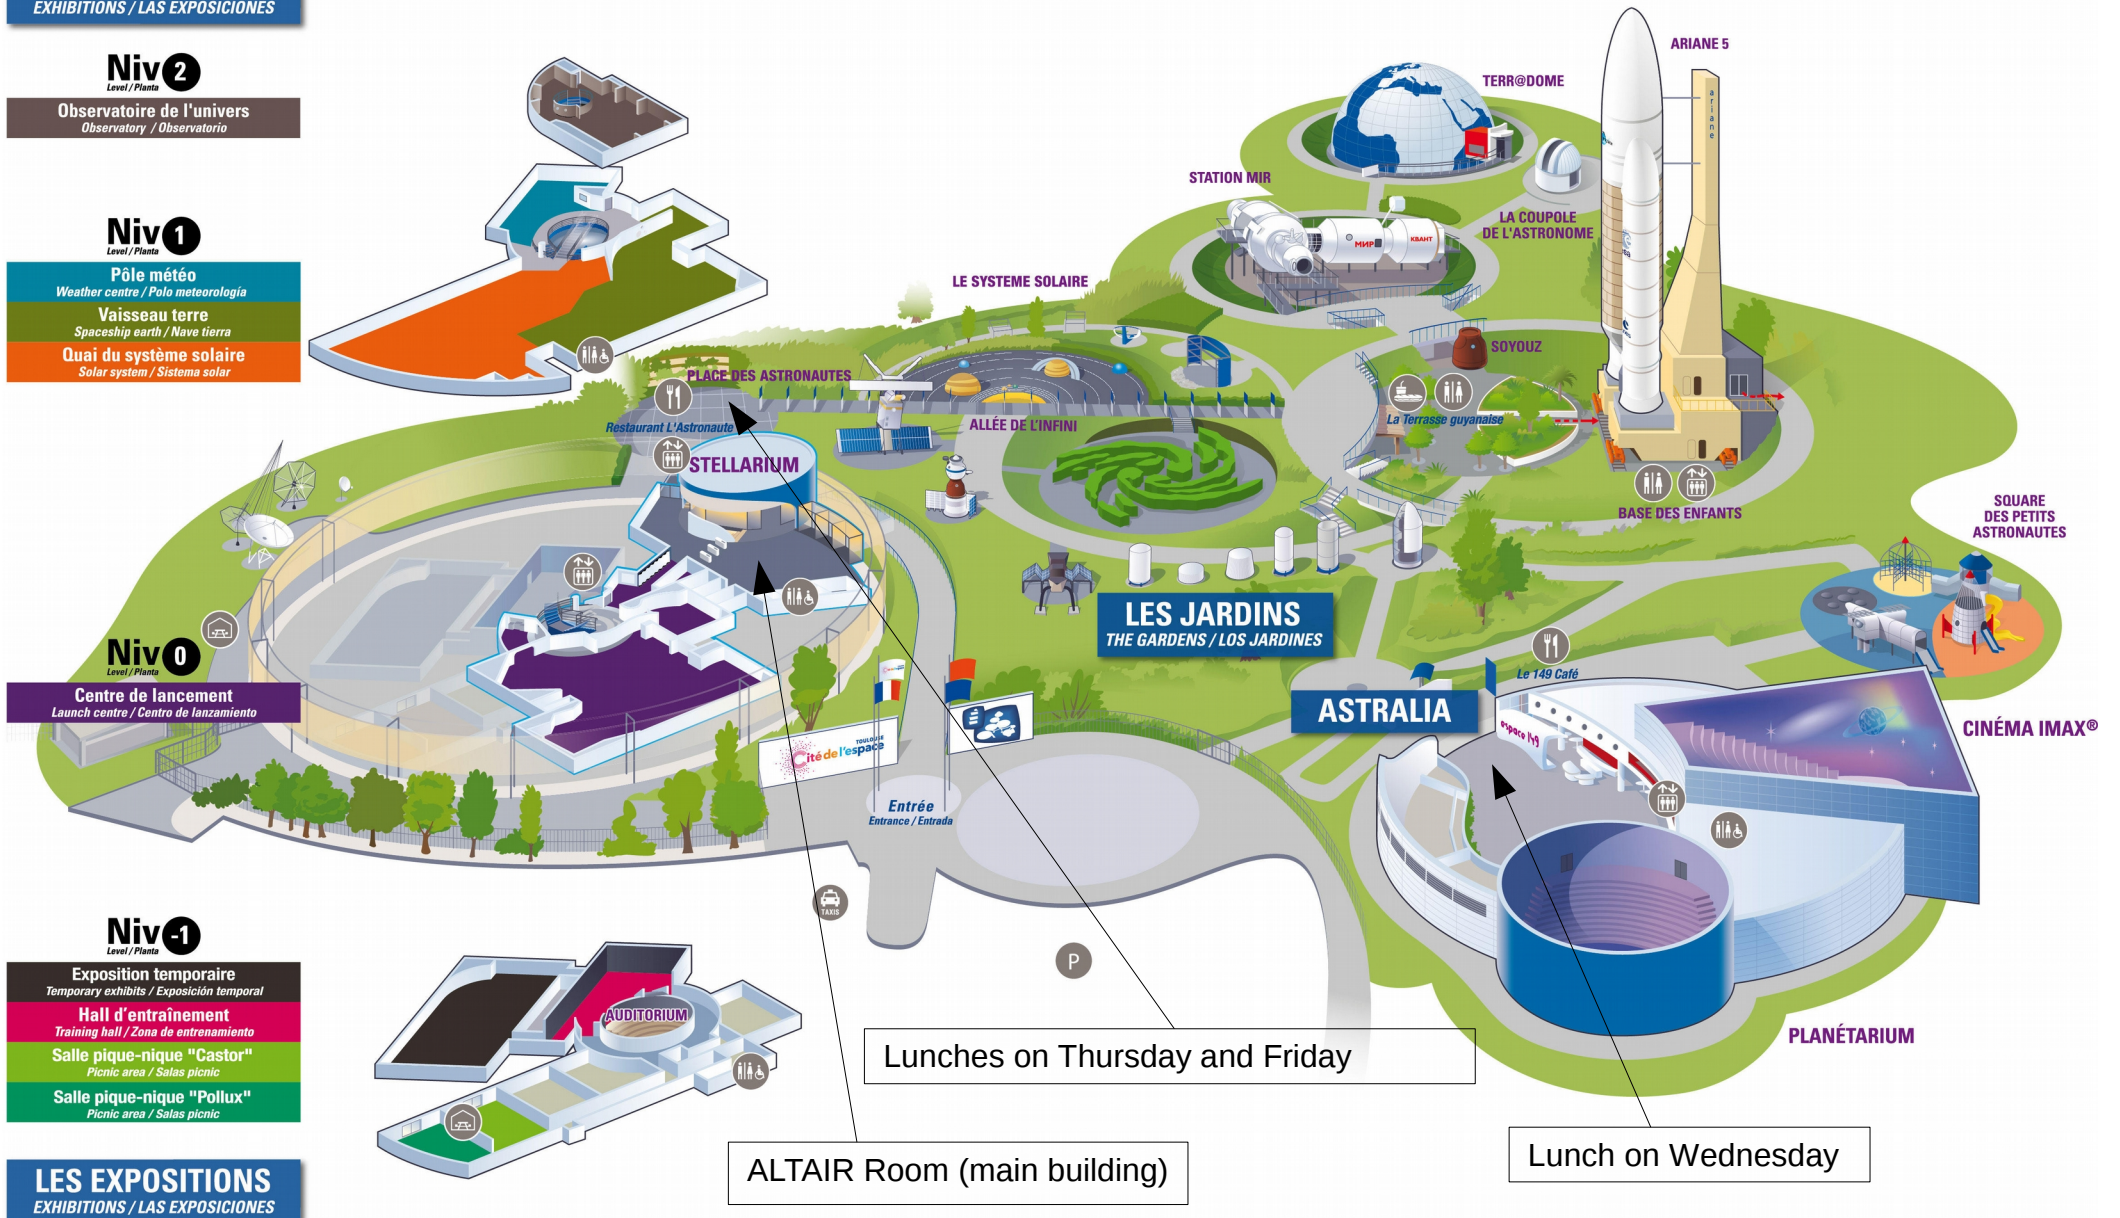 EXHIBITIONS / LAS EXPOSICIONES
Niv 2
Level / Planta
Observatoire de l'univers
Observatory / Observatorio
Niv 1
Level / Planta
Pôle météo
Weather centre / Polo meteorología
Vaisseau terre
Spaceship earth / Nave tierra
Quai du système solaire
Solar system / Sistema solar
Niv 0
Level / Planta
Centre de lancement
Launch centre / Centro de lanzamiento
Niv -1
Level / Planta
Exposition temporaire
Temporary exhibits / Exposición temporal
Hall d'entraînement
Training hall / Zona de entrenamiento
Salle pique-nique "Castor"
Picnic area / Salas picnic
Salle pique-nique "Pollux"
Picnic area / Salas picnic
LES EXPOSITIONS
EXHIBITIONS / LAS EXPOSICIONES
ARIANE 5
ariane
TERR@DOME
STATION MIR
LA COUPOLE
DE L'ASTRONOME
МИР
КВАНТ
LE SYSTEME SOLAIRE
SOYOUZ
PLACE DES ASTRONAUTES
Restaurant L'Astronaute
ALLÉE DE L'INFINI
La Terrasse guyanaise
STELLARIUM
BASE DES ENFANTS
SQUARE
DES PETITS
ASTRONAUTES
LES JARDINS
THE GARDENS / LOS JARDINES
Le 149 Café
ASTRALIA
espace 149
CINÉMA IMAX®
TOULOUSE
Cité de l'espace
Entrée
Entrance / Entrada
TAXIS
P
PLANÉTARIUM
AUDITORIUM
Lunches on Thursday and Friday
ALTAIR Room (main building)
Lunch on Wednesday